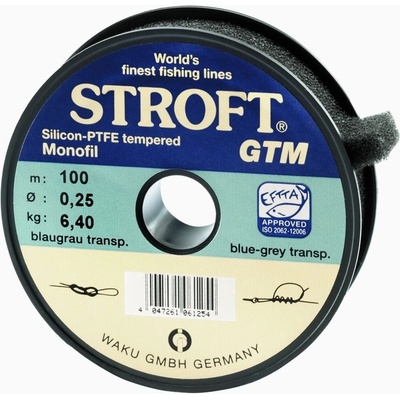 World's
finest fishing lines
STROFT®
GTM
Silicon-PTFE tempered
Monofil
m: 100
Ø: 0,25
kg: 6,40
blaugrau transp.
EFTTA
APPROVED
ISO 2062-12006
blue-grey transp.
4 047261 061254
WAKU GMBH GERMANY